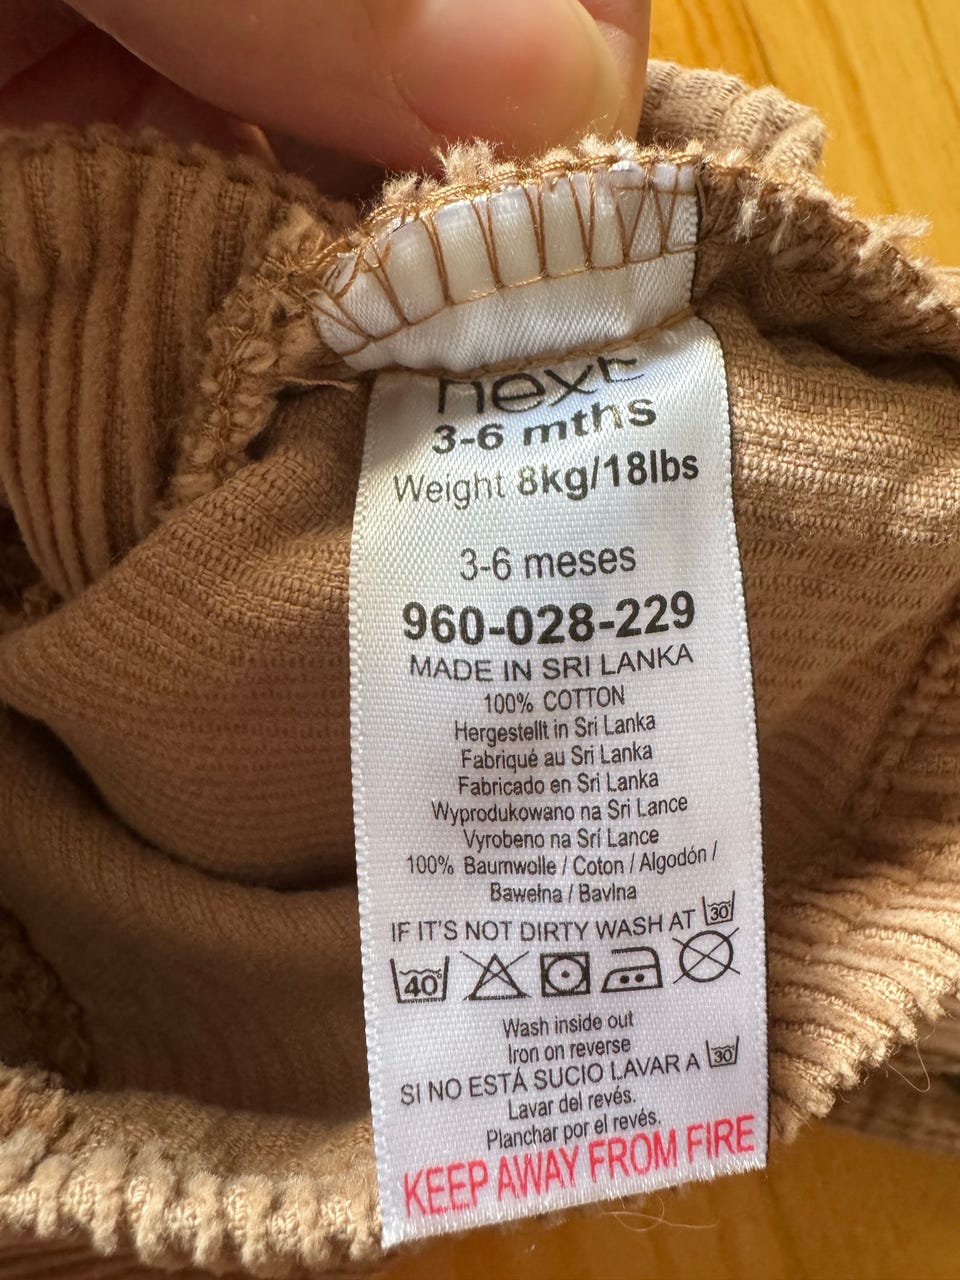 next
3-6 mths
Weight 8kg/18lbs
3-6 meses
960-028-229
MADE IN SRI LANKA
100% COTTON
Hergestellt in Sri Lanka
Fabriqué au Sri Lanka
Fabricado en Sri Lanka
Wyprodukowano na Sri Lance
Vyrobeno na Srí Lance
100% Baumwolle / Coton / Algodón /
Bawełna / Bavlna
IF IT'S NOT DIRTY WASH AT 30°
40°
Wash inside out
Iron on reverse
SI NO ESTÁ SUCIO LAVAR A 30°
Lavar del revés.
Planchar por el revés.
KEEP AWAY FROM FIRE